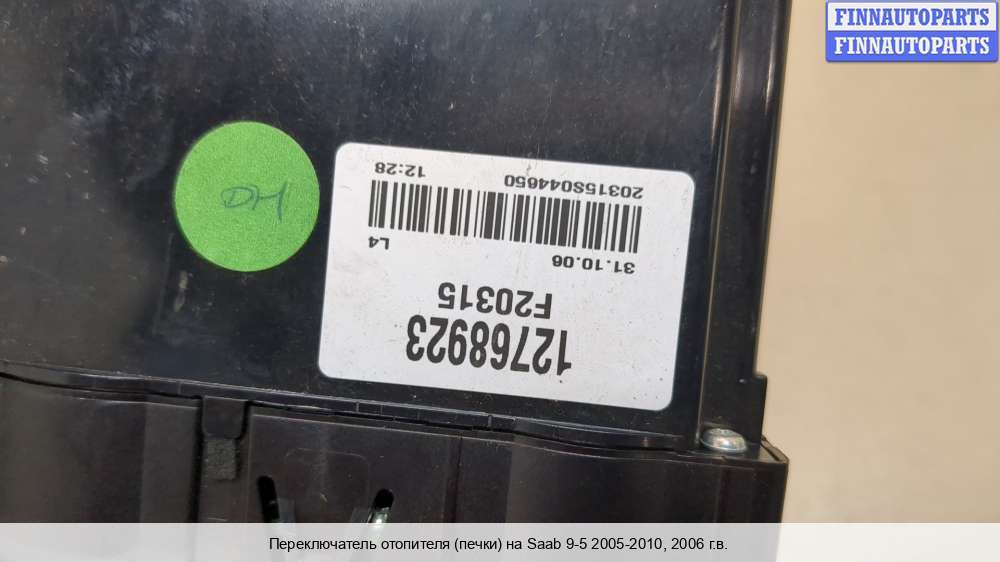 FINNAUTOPARTS
FINNAUTOPARTS
DH
12768923
F20315
31.10.06
L4
20315S044650
12:28
Переключатель отопителя (печки) на Saab 9-5 2005-2010, 2006 г.в.